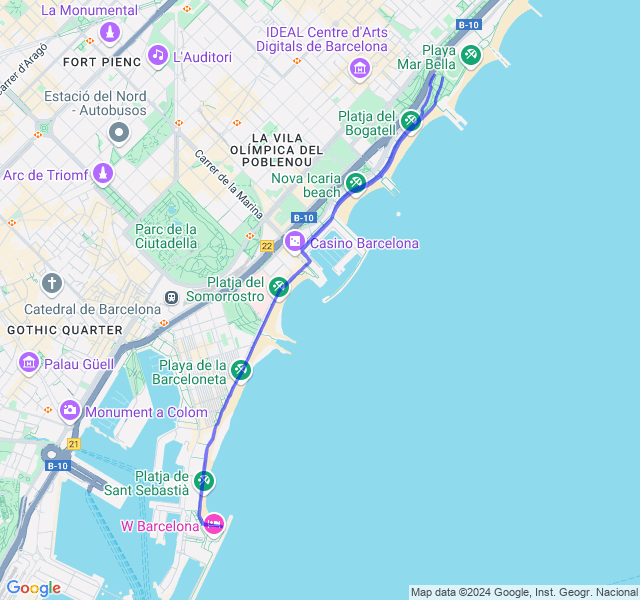 La Monumental
IDEAL Centre d'Arts
Digitals de Barcelona
B-10
Playa
Mar Bella
L'Auditori
FORT PIENC
Carrer d'Aragó
Estació del Nord
- Autobusos
Platja del
Bogatell
LA VILA
OLÍMPICA DEL
POBLENOU
Arc de Triomf
Carrer de la Marina
Nova Icaria
beach
B-10
Parc de la
Ciutadella
22
Casino Barcelona
Platja del
Somorrostro
Catedral de Barcelona
GOTHIC QUARTER
Palau Güell
Playa de la
Barceloneta
Monument a Colom
21
B-10
Platja de
Sant Sebastià
W Barcelona
Google
Map data ©2024 Google, Inst. Geogr. Nacional